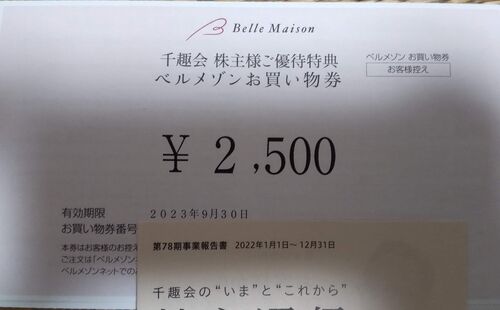 Belle Maison
千趣会 株主様ご優待特典
ベルメゾンお買い物券
ベルメゾン お買い物券
お客様控え
¥ 2,500
有効期限 2023年9月30日
お買い物券番号
本券はお客様のお控え
ご注文は「ベルメゾン
ベルメゾンネットでの
第78期事業報告書 2022年1月1日〜12月31日
千趣会の"いま"と"これから"